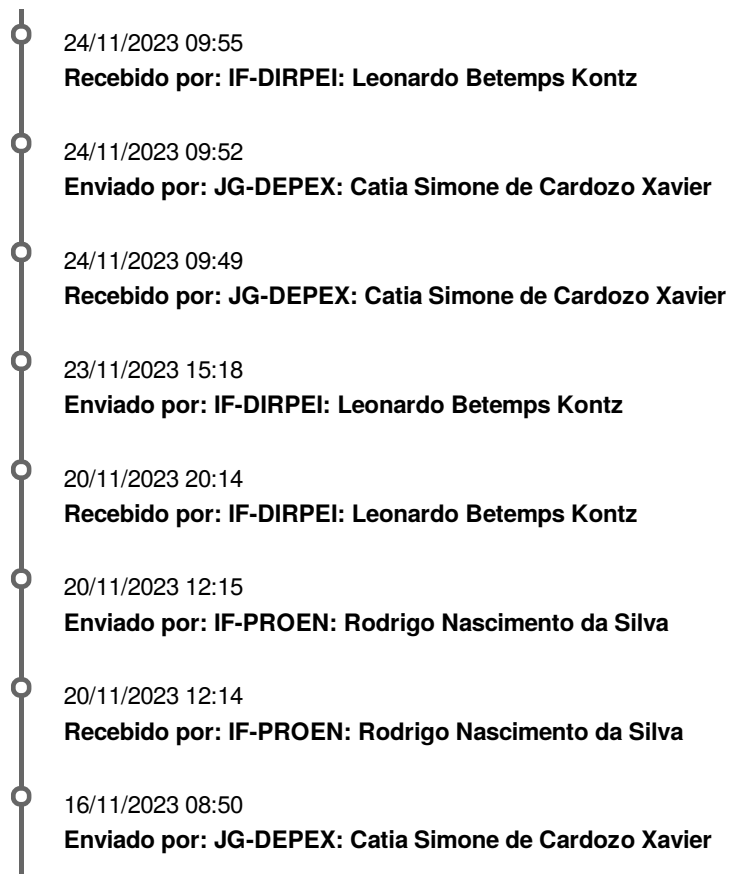 24/11/2023 09:55
Recebido por: IF-DIRPEI: Leonardo Betemps Kontz
24/11/2023 09:52
Enviado por: JG-DEPEX: Catia Simone de Cardozo Xavier
24/11/2023 09:49
Recebido por: JG-DEPEX: Catia Simone de Cardozo Xavier
23/11/2023 15:18
Enviado por: IF-DIRPEI: Leonardo Betemps Kontz
20/11/2023 20:14
Recebido por: IF-DIRPEI: Leonardo Betemps Kontz
20/11/2023 12:15
Enviado por: IF-PROEN: Rodrigo Nascimento da Silva
20/11/2023 12:14
Recebido por: IF-PROEN: Rodrigo Nascimento da Silva
16/11/2023 08:50
Enviado por: JG-DEPEX: Catia Simone de Cardozo Xavier